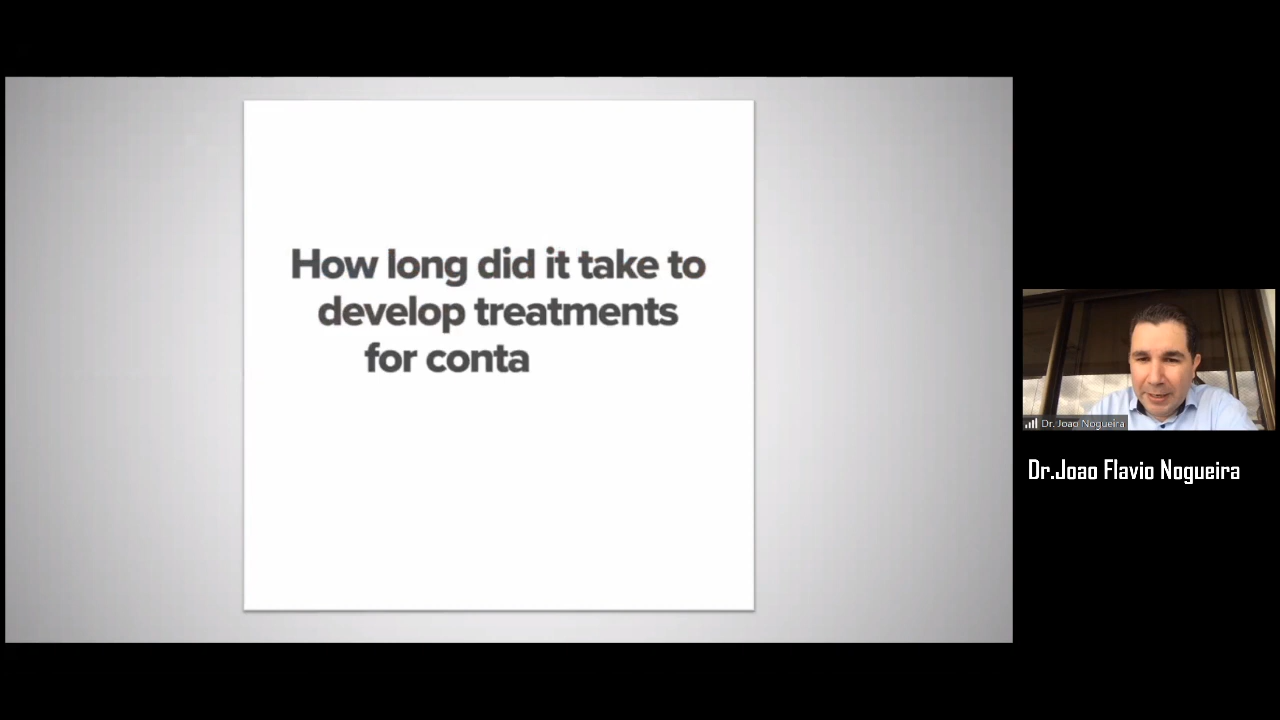 How long did it take to
develop treatments
for conta
Dr. Joao Nogueira
Dr.Joao Flavio Nogueira